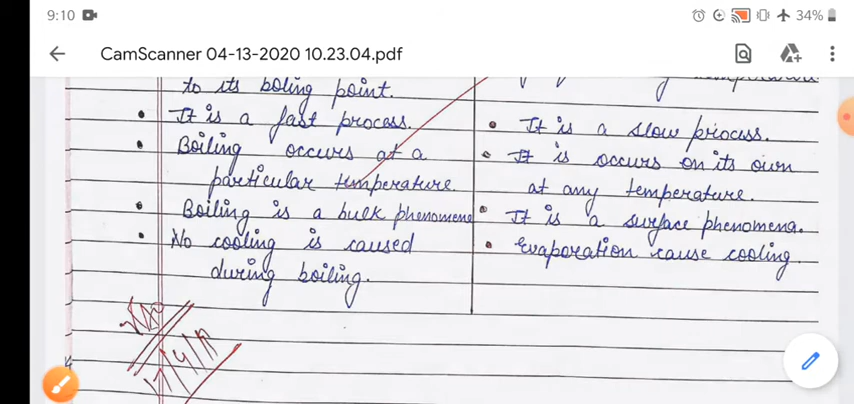 9:10
34%
CamScanner 04-13-2020 10.23.04.pdf
to its boling point.
• It is a fast process.
• Boiling occurs at a
particular temperature.
• Boiling is a bulk phenomena
• No cooling is caused
during boiling.
• It is a slow process.
• It is occurs on its own
at any temperature.
• It is a surface phenomena.
• Evaporation cause cooling.